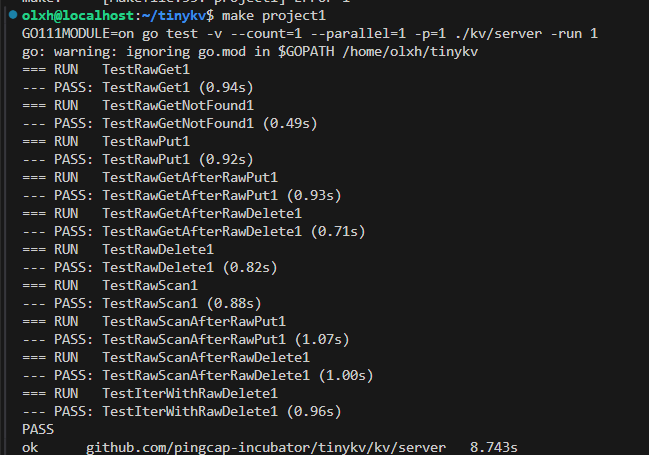 olxh@localhost:~/tinykv$ make project1
GO111MODULE=on go test -v --count=1 --parallel=1 -p=1 ./kv/server -run 1
go: warning: ignoring go.mod in $GOPATH /home/olxh/tinykv
=== RUN   TestRawGet1
--- PASS: TestRawGet1 (0.94s)
=== RUN   TestRawGetNotFound1
--- PASS: TestRawGetNotFound1 (0.49s)
=== RUN   TestRawPut1
--- PASS: TestRawPut1 (0.92s)
=== RUN   TestRawGetAfterRawPut1
--- PASS: TestRawGetAfterRawPut1 (0.93s)
=== RUN   TestRawGetAfterRawDelete1
--- PASS: TestRawGetAfterRawDelete1 (0.71s)
=== RUN   TestRawDelete1
--- PASS: TestRawDelete1 (0.82s)
=== RUN   TestRawScan1
--- PASS: TestRawScan1 (0.88s)
=== RUN   TestRawScanAfterRawPut1
--- PASS: TestRawScanAfterRawPut1 (1.07s)
=== RUN   TestRawScanAfterRawDelete1
--- PASS: TestRawScanAfterRawDelete1 (1.00s)
=== RUN   TestIterWithRawDelete1
--- PASS: TestIterWithRawDelete1 (0.96s)
PASS
ok      github.com/pingcap-incubator/tinykv/kv/server   8.743s